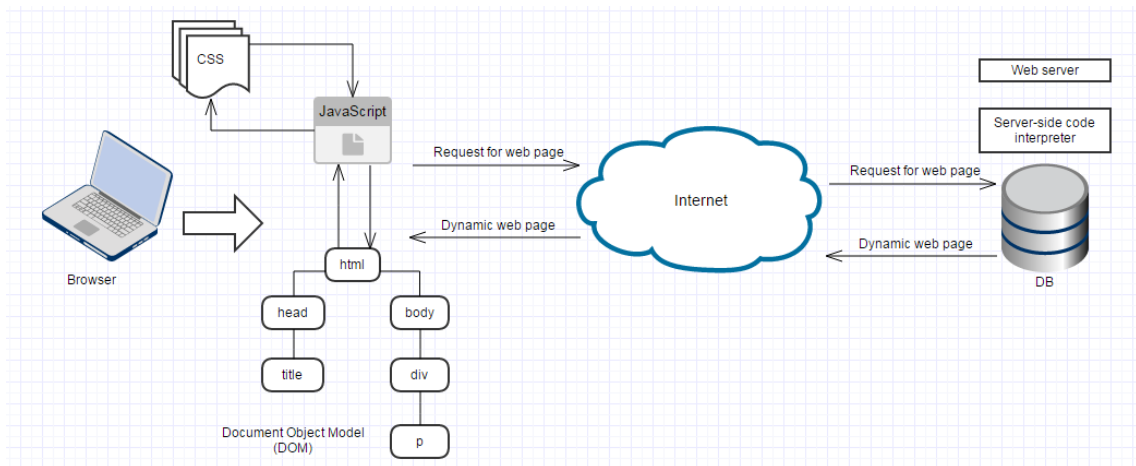 CSS
JavaScript
Browser
html
head
body
title
div
p
Document Object Model
(DOM)
Request for web page
Dynamic web page
Internet
Request for web page
Dynamic web page
Web server
Server-side code
interpreter
DB